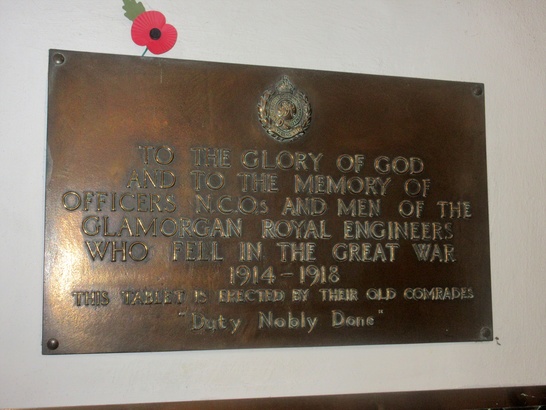 TO THE GLORY OF GOD
AND TO THE MEMORY OF
OFFICERS N.C.Os AND MEN OF THE
GLAMORGAN ROYAL ENGINEERS
WHO FELL IN THE GREAT WAR
1914-1918
THIS TABLET IS ERECTED BY THEIR OLD COMRADES
"Duty Nobly Done"